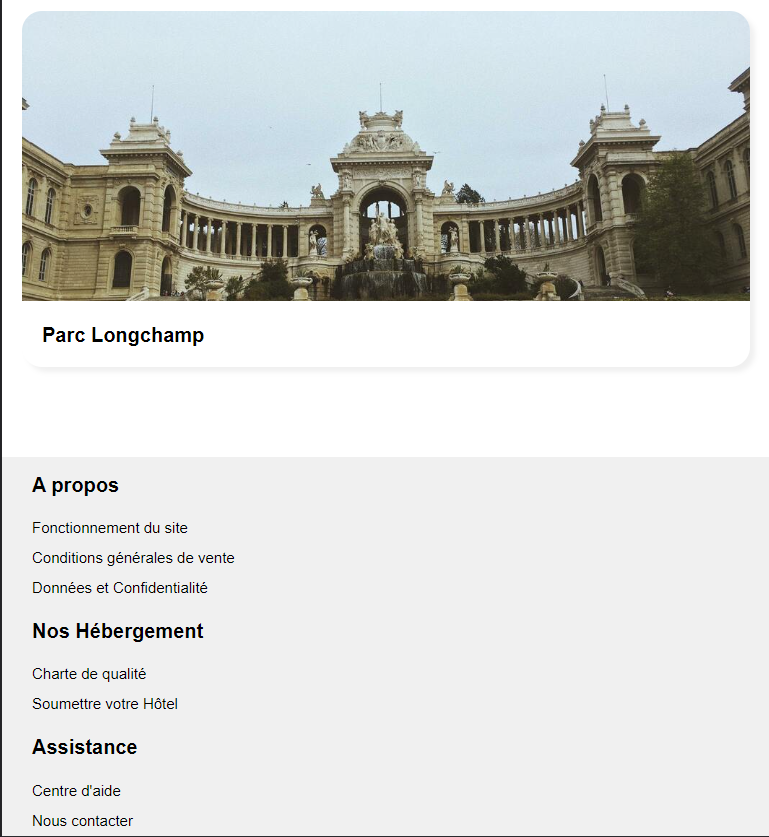 Parc Longchamp
A propos
Fonctionnement du site
Conditions générales de vente
Données et Confidentialité
Nos Hébergement
Charte de qualité
Soumettre votre Hôtel
Assistance
Centre d'aide
Nous contacter